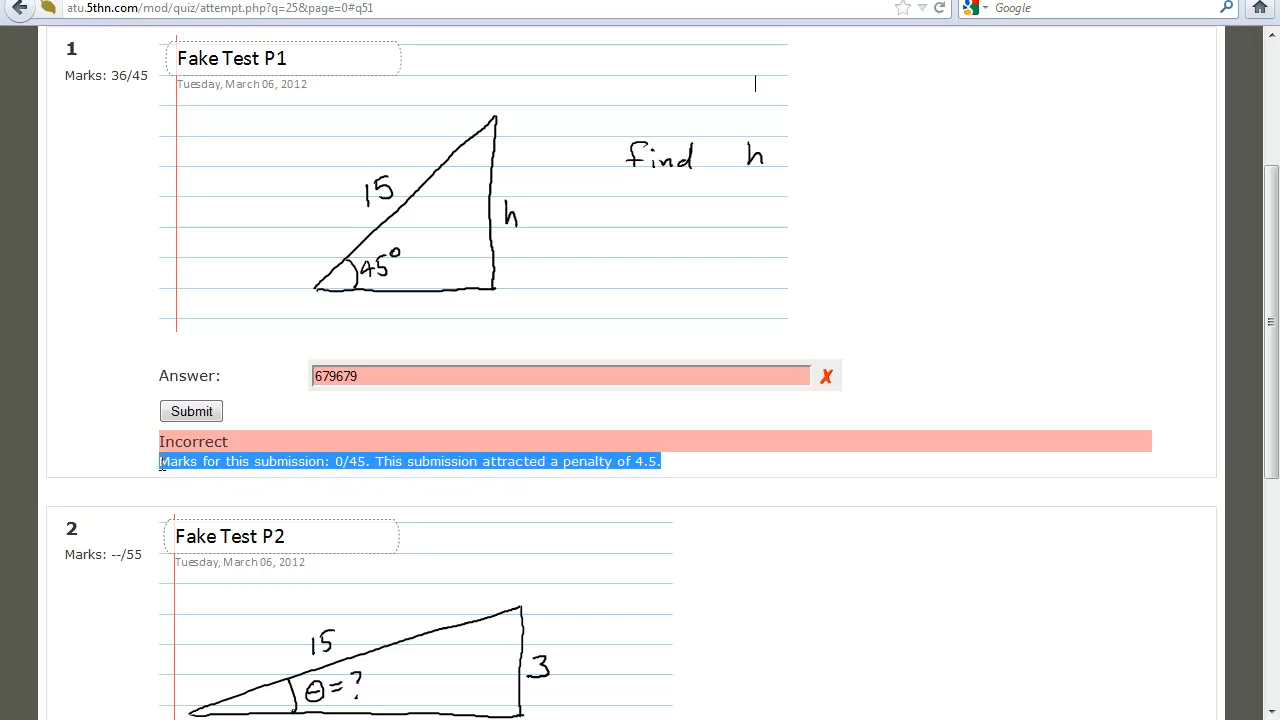 atu.5thn.com/mod/quiz/attempt.php?q=25&page=0#q51
Google
1
Marks: 36/45
Fake Test P1
Tuesday, March 06, 2012
find h
15
h
45°
Answer:
679679
Submit
Incorrect
Marks for this submission: 0/45. This submission attracted a penalty of 4.5.
2
Marks: --/55
Fake Test P2
Tuesday, March 06, 2012
15
3
θ=?